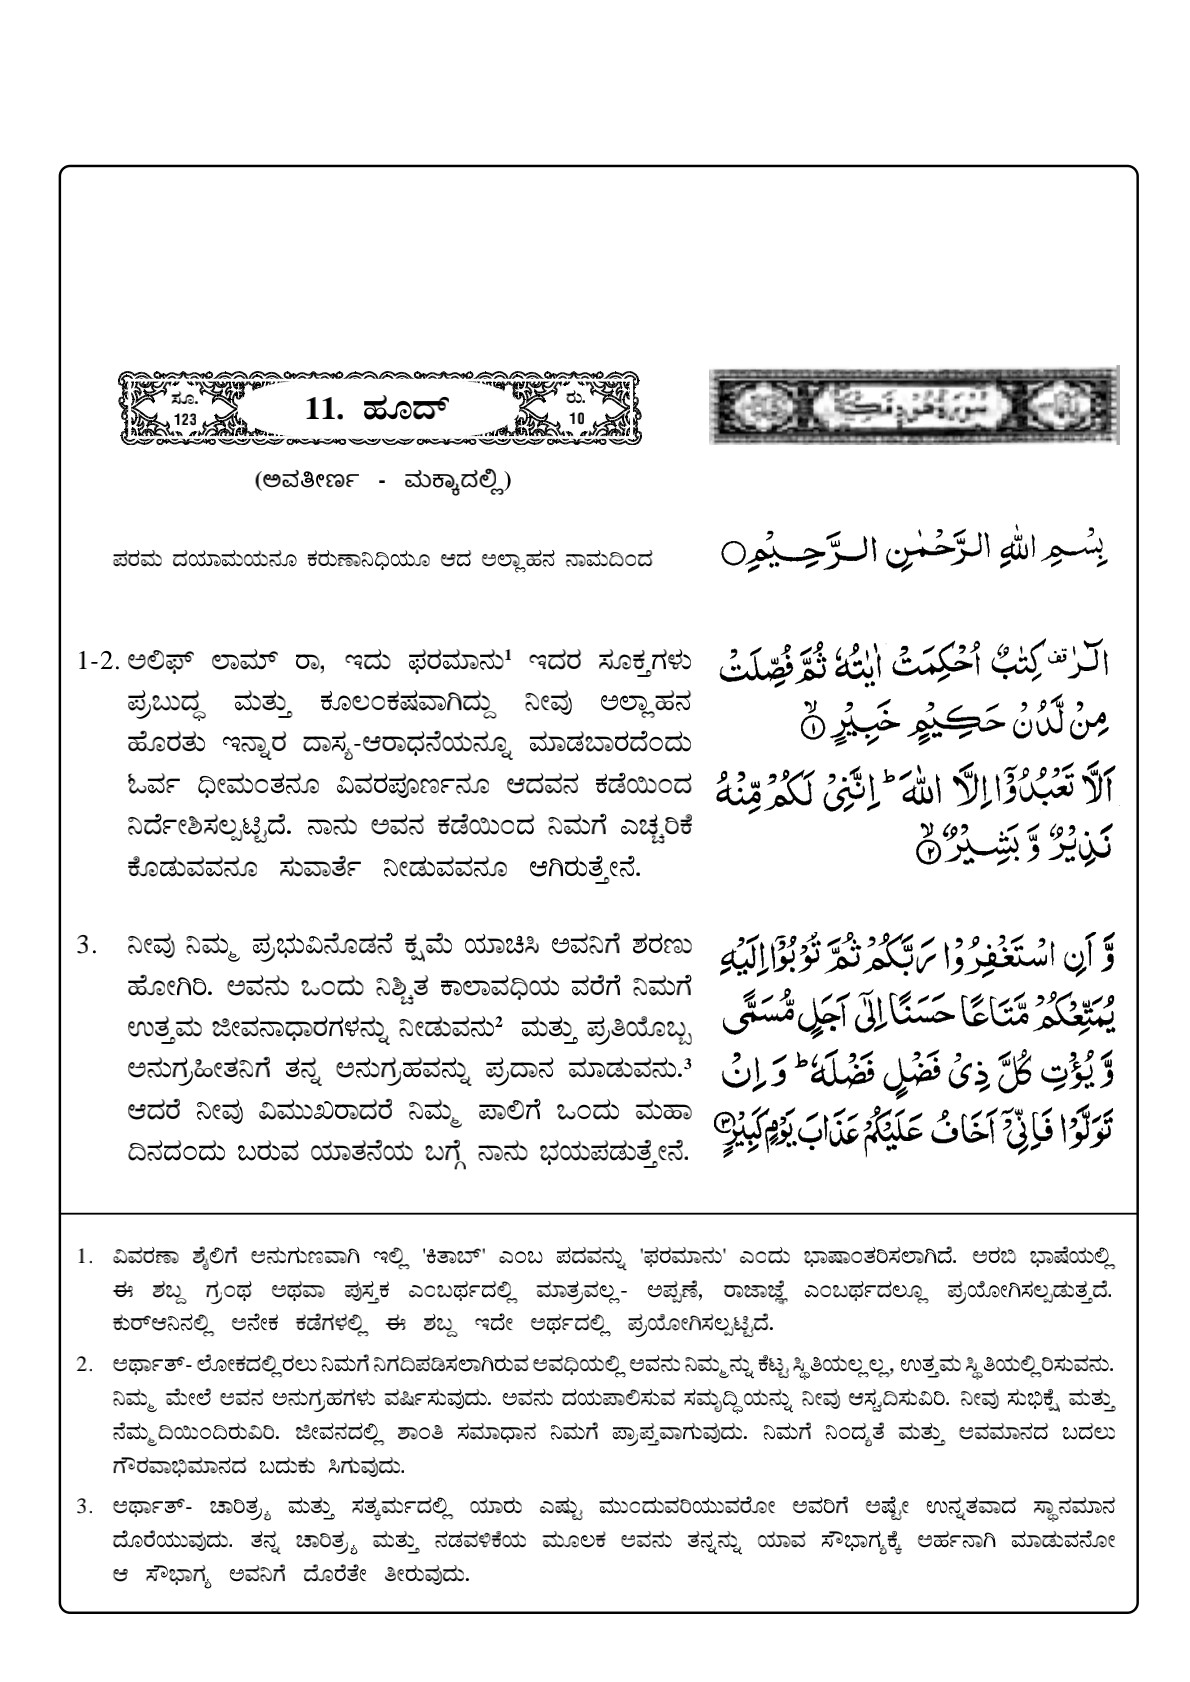 ಸೂ.
123
11. ಹೂದ್
ರು.
10
(ಅವತೀರ್ಣ - ಮಕ್ಕಾದಲ್ಲಿ)
ಪರಮ ದಯಾಮಯನೂ ಕರುಣಾನಿಧಿಯೂ ಆದ ಅಲ್ಲಾಹನ ನಾಮದಿಂದ
بِسْمِ اللهِ الرَّحْمٰنِ الرَّحِيْمِ
1-2. ಅಲಿಫ್ ಲಾಮ್ ರಾ, ಇದು ಫರಮಾನು¹ ಇದರ ಸೂಕ್ತಗಳು
ಪ್ರಬುದ್ಧ ಮತ್ತು ಕೂಲಂಕಷವಾಗಿದ್ದು ನೀವು ಅಲ್ಲಾಹನ
ಹೊರತು ಇನ್ನಾರ ದಾಸ್ಯ-ಆರಾಧನೆಯನ್ನೂ ಮಾಡಬಾರದೆಂದು
ಓರ್ವ ಧೀಮಂತನೂ ವಿವರಪೂರ್ಣನೂ ಆದವನ ಕಡೆಯಿಂದ
ನಿರ್ದೇಶಿಸಲ್ಪಟ್ಟಿದೆ. ನಾನು ಅವನ ಕಡೆಯಿಂದ ನಿಮಗೆ ಎಚ್ಚರಿಕೆ
ಕೊಡುವವನೂ ಸುವಾರ್ತೆ ನೀಡುವವನೂ ಆಗಿರುತ್ತೇನೆ.
الٓرٰ ۫ كِتٰبٌ اُحْكِمَتْ اٰيٰتُهٗ ثُمَّ فُصِّلَتْ
مِنْ لَّدُنْ حَكِيْمٍ خَبِيْرٍۙ ۝۱
اَلَّا تَعْبُدُوْٓا اِلَّا اللهَ ؕ اِنَّنِيْ لَكُمْ مِّنْهُ
نَذِيْرٌ وَّ بَشِيْرٌۙ ۝۲
3. ನೀವು ನಿಮ್ಮ ಪ್ರಭುವಿನೊಡನೆ ಕ್ಷಮೆ ಯಾಚಿಸಿ ಅವನಿಗೆ ಶರಣು
ಹೋಗಿರಿ. ಅವನು ಒಂದು ನಿಶ್ಚಿತ ಕಾಲಾವಧಿಯ ವರೆಗೆ ನಿಮಗೆ
ಉತ್ತಮ ಜೀವನಾಧಾರಗಳನ್ನು ನೀಡುವನು² ಮತ್ತು ಪ್ರತಿಯೊಬ್ಬ
ಅನುಗ್ರಹೀತನಿಗೆ ತನ್ನ ಅನುಗ್ರಹವನ್ನು ಪ್ರದಾನ ಮಾಡುವನು.³
ಆದರೆ ನೀವು ವಿಮುಖರಾದರೆ ನಿಮ್ಮ ಪಾಲಿಗೆ ಒಂದು ಮಹಾ
ದಿನದಂದು ಬರುವ ಯಾತನೆಯ ಬಗ್ಗೆ ನಾನು ಭಯಪಡುತ್ತೇನೆ.
وَّ اَنِ اسْتَغْفِرُوْا رَبَّكُمْ ثُمَّ تُوْبُوْٓا اِلَيْهِ
يُمَتِّعْكُمْ مَّتَاعًا حَسَنًا اِلٰٓى اَجَلٍ مُّسَمًّى
وَّ يُؤْتِ كُلَّ ذِيْ فَضْلٍ فَضْلَهٗ ؕ وَ اِنْ
تَوَلَّوْا فَاِنِّيْٓ اَخَافُ عَلَيْكُمْ عَذَابَ يَوْمٍ كَبِيْرٍ ۝۳
1. ವಿವರಣಾ ಶೈಲಿಗೆ ಅನುಗುಣವಾಗಿ ಇಲ್ಲಿ 'ಕಿತಾಬ್' ಎಂಬ ಪದವನ್ನು 'ಫರಮಾನು' ಎಂದು ಭಾಷಾಂತರಿಸಲಾಗಿದೆ. ಅರಬಿ ಭಾಷೆಯಲ್ಲಿ
ಈ ಶಬ್ದ ಗ್ರಂಥ ಅಥವಾ ಪುಸ್ತಕ ಎಂಬರ್ಥದಲ್ಲಿ ಮಾತ್ರವಲ್ಲ- ಅಪ್ಪಣೆ, ರಾಜಾಜ್ಞೆ ಎಂಬರ್ಥದಲ್ಲೂ ಪ್ರಯೋಗಿಸಲ್ಪಡುತ್ತದೆ.
ಕುರ್‌ಆನಿನಲ್ಲಿ ಅನೇಕ ಕಡೆಗಳಲ್ಲಿ ಈ ಶಬ್ದ ಇದೇ ಅರ್ಥದಲ್ಲಿ ಪ್ರಯೋಗಿಸಲ್ಪಟ್ಟಿದೆ.
2. ಅರ್ಥಾತ್- ಲೋಕದಲ್ಲಿರಲು ನಿಮಗೆ ನಿಗದಿಪಡಿಸಲಾಗಿರುವ ಅವಧಿಯಲ್ಲಿ ಅವನು ನಿಮ್ಮನ್ನು ಕೆಟ್ಟ ಸ್ಥಿತಿಯಲ್ಲಲ್ಲ, ಉತ್ತಮ ಸ್ಥಿತಿಯಲ್ಲಿರಿಸುವನು.
ನಿಮ್ಮ ಮೇಲೆ ಅವನ ಅನುಗ್ರಹಗಳು ವರ್ಷಿಸುವುದು. ಅವನು ದಯಪಾಲಿಸುವ ಸಮೃದ್ಧಿಯನ್ನು ನೀವು ಆಸ್ವದಿಸುವಿರಿ. ನೀವು ಸುಭಿಕ್ಷೆ ಮತ್ತು
ನೆಮ್ಮದಿಯಿಂದಿರುವಿರಿ. ಜೀವನದಲ್ಲಿ ಶಾಂತಿ ಸಮಾಧಾನ ನಿಮಗೆ ಪ್ರಾಪ್ತವಾಗುವುದು. ನಿಮಗೆ ನಿಂದ್ಯತೆ ಮತ್ತು ಅವಮಾನದ ಬದಲು
ಗೌರವಾಭಿಮಾನದ ಬದುಕು ಸಿಗುವುದು.
3. ಅರ್ಥಾತ್- ಚಾರಿತ್ರ್ಯ ಮತ್ತು ಸತ್ಕರ್ಮದಲ್ಲಿ ಯಾರು ಎಷ್ಟು ಮುಂದುವರಿಯುವರೋ ಅವರಿಗೆ ಅಷ್ಟೇ ಉನ್ನತವಾದ ಸ್ಥಾನಮಾನ
ದೊರೆಯುವುದು. ತನ್ನ ಚಾರಿತ್ರ್ಯ ಮತ್ತು ನಡವಳಿಕೆಯ ಮೂಲಕ ಅವನು ತನ್ನನ್ನು ಯಾವ ಸೌಭಾಗ್ಯಕ್ಕೆ ಅರ್ಹನಾಗಿ ಮಾಡುವನೋ
ಆ ಸೌಭಾಗ್ಯ ಅವನಿಗೆ ದೊರೆತೇ ತೀರುವುದು.